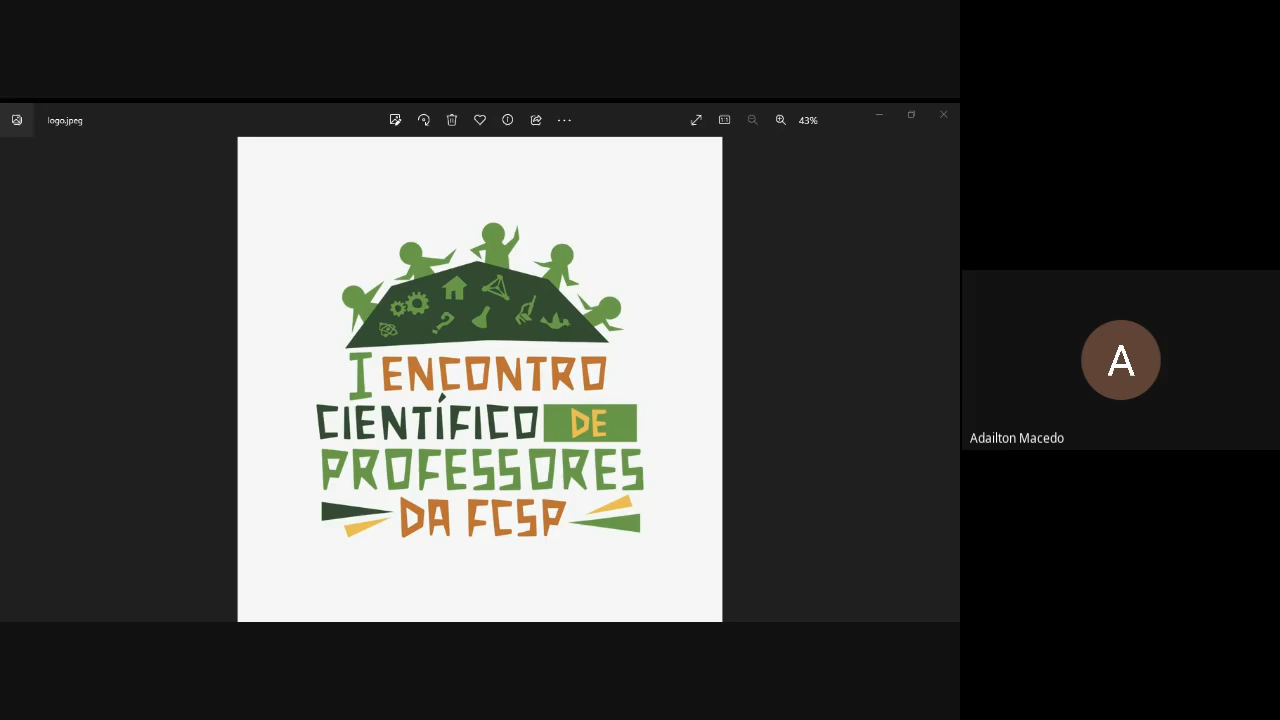 logo.jpeg
43%
I ENCONTRO
CIENTÍFICO DE
PROFESSORES
DA FCSP
A
Adailton Macedo